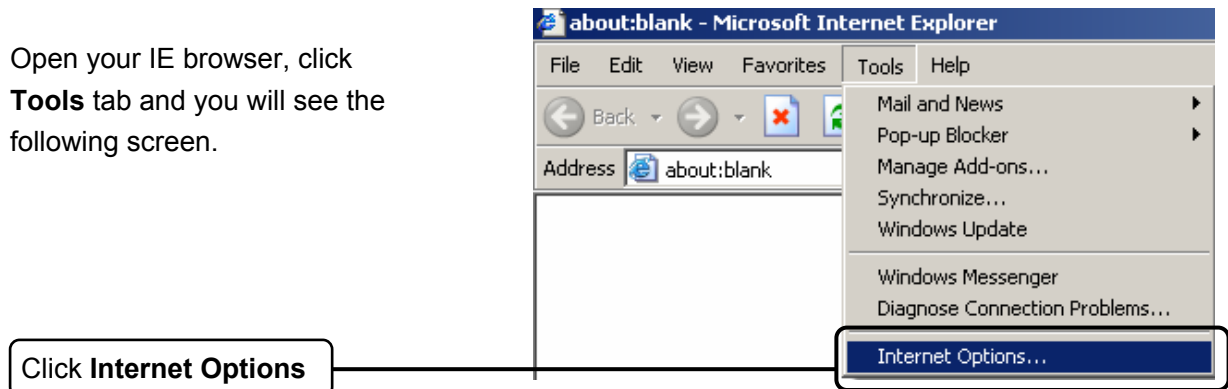 Open your IE browser, click
Tools tab and you will see the
following screen.
Click Internet Options
about:blank - Microsoft Internet Explorer
File Edit View Favorites Tools Help
Back
Address about:blank
Mail and News
Pop-up Blocker
Manage Add-ons...
Synchronize...
Windows Update
Windows Messenger
Diagnose Connection Problems...
Internet Options...